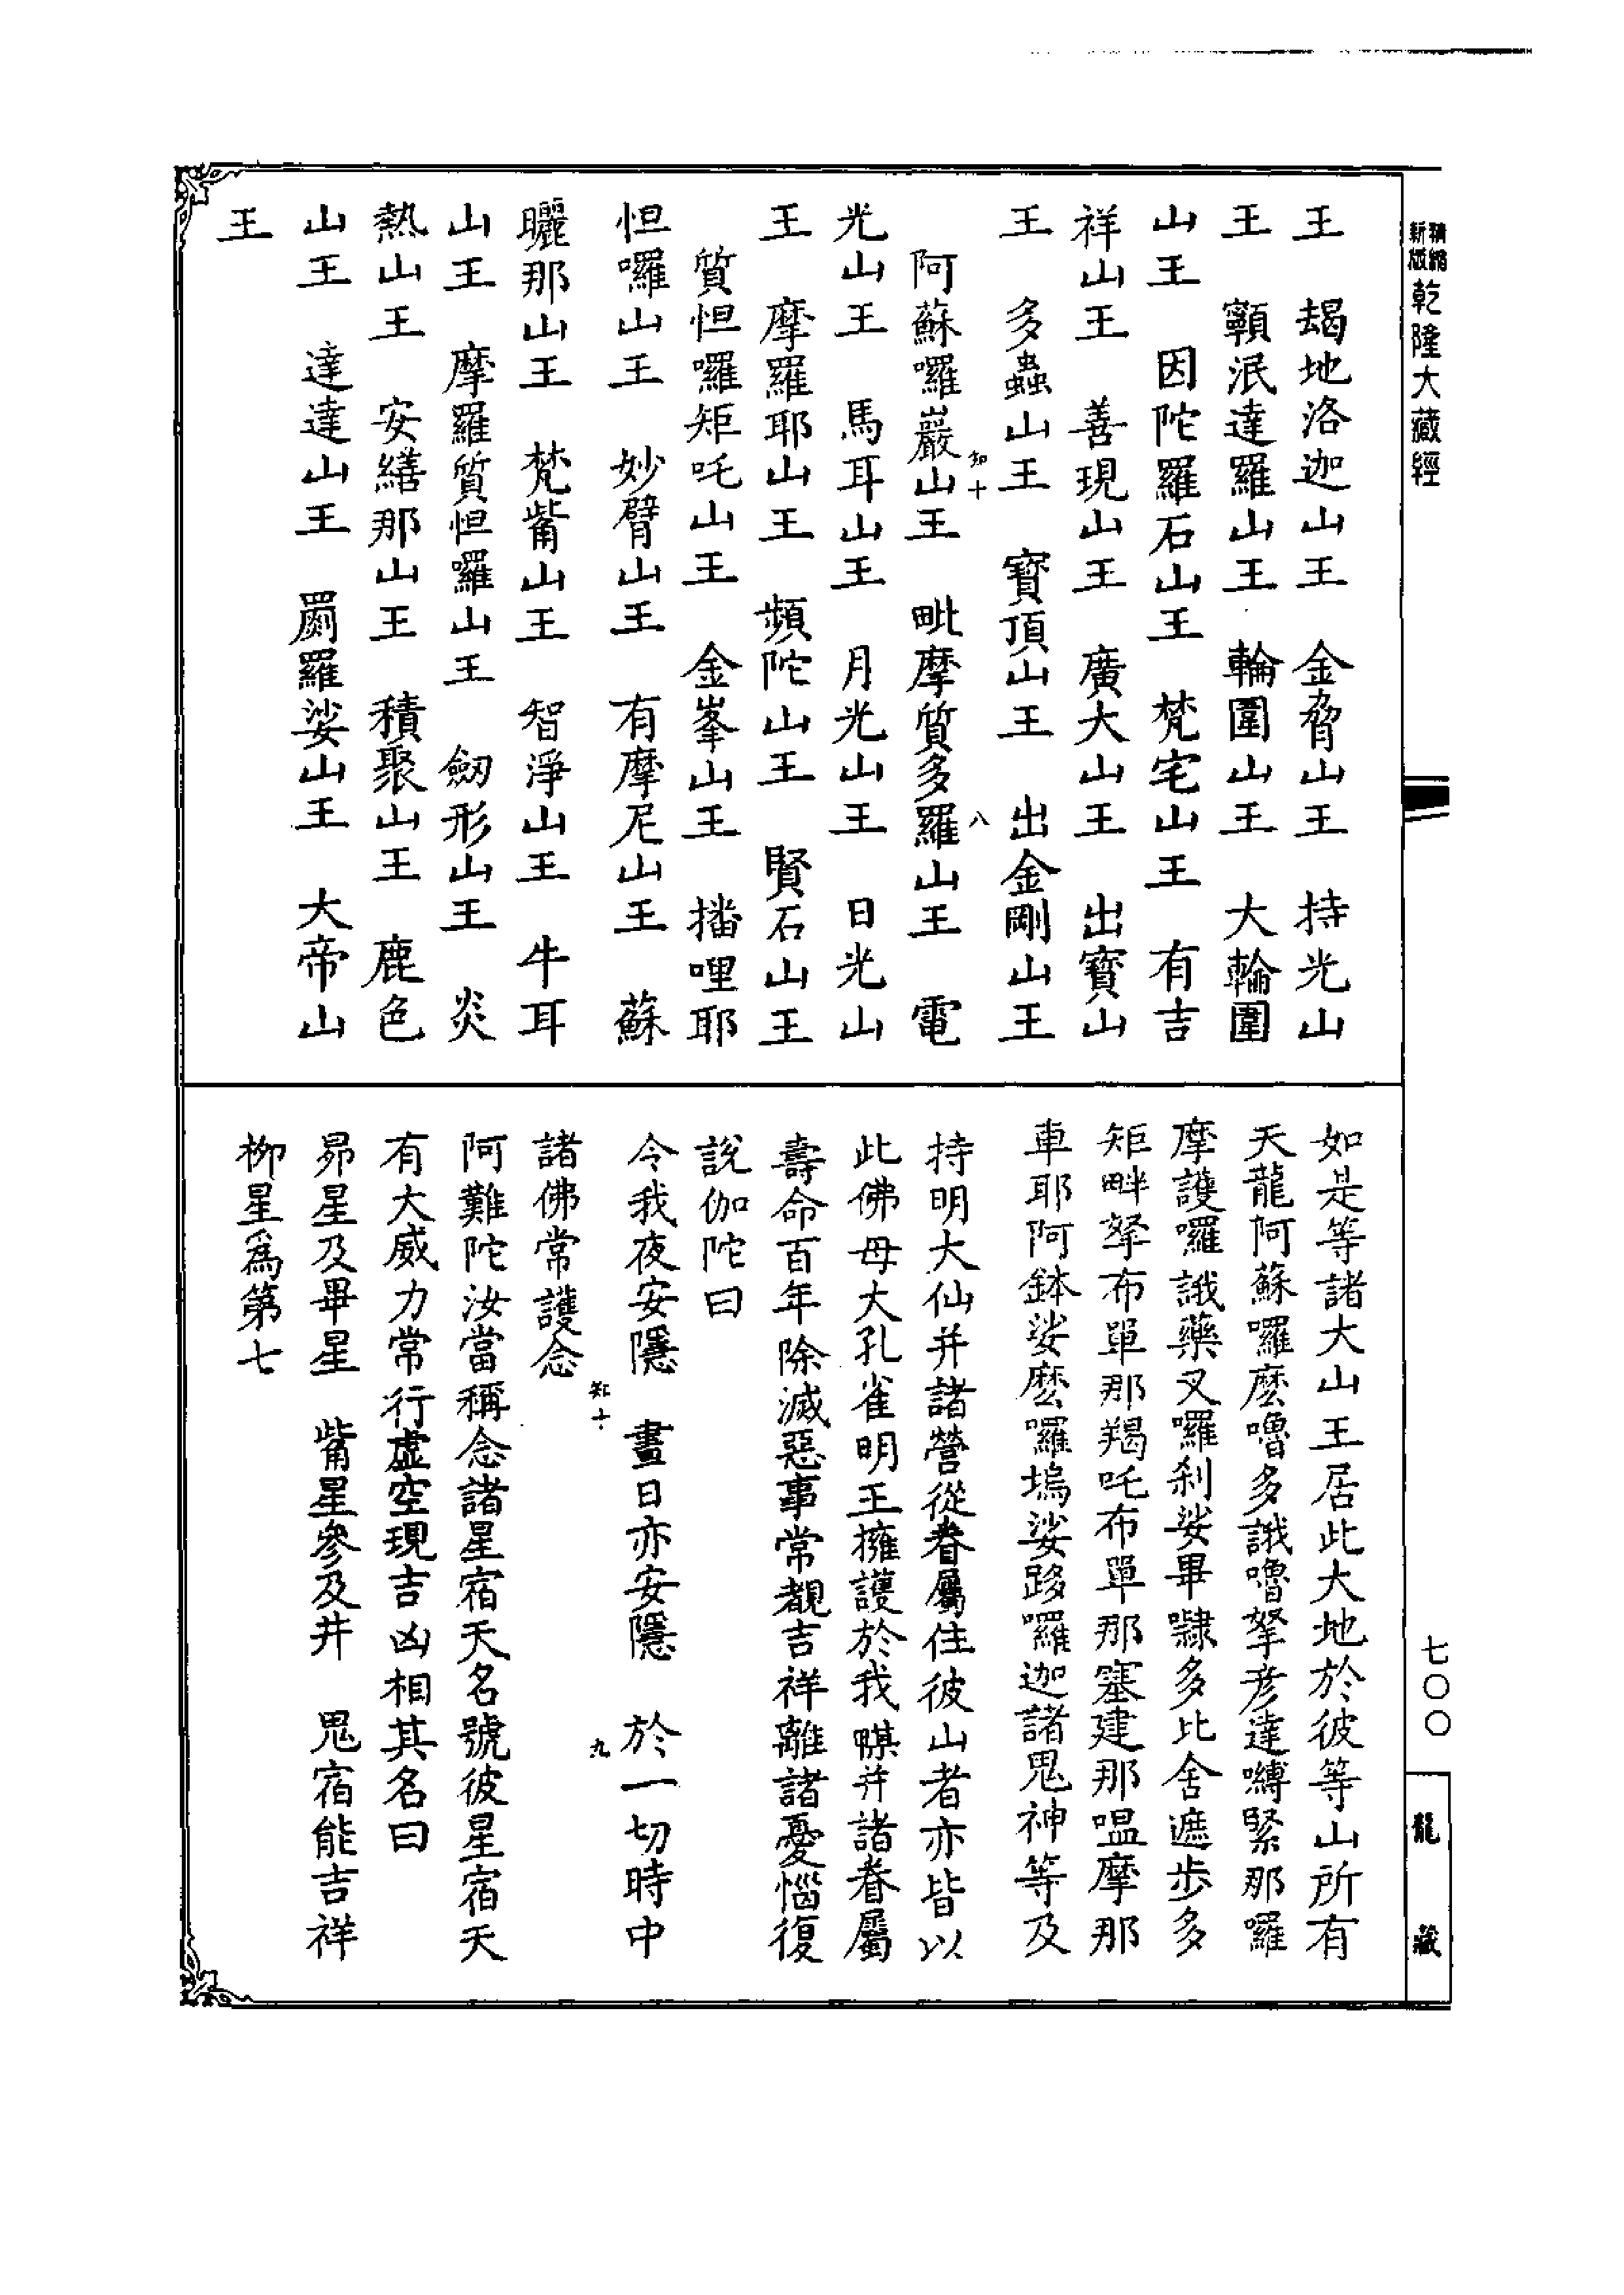 精縮
新版
乾隆大藏經
王　朅地洛迦山王　金脅山王　持光山
王　䫀泯達羅山王　輪圍山王　大輪圍
山王　因陀羅石山王　梵宅山王　有吉
祥山王　善現山王　廣大山王　出寶山
王　多蟲山王　寶頂山王　出金剛山王
知十　八
阿蘇囉巖山王　毗摩質多羅山王　電
光山王　馬耳山王　月光山王　日光山
王　摩羅耶山王　頻陀山王　賢石山王
質怛囉矩吒山王　金峯山王　播哩耶
怛囉山王　妙臂山王　有摩尼山王　蘇
曬那山王　梵觜山王　智淨山王　牛耳
山王　摩羅質怛囉山王　劒形山王　炎
熱山王　安繕那山王　積聚山王　鹿色
山王　達達山王　罽羅娑山王　大帝山
王
如是等諸大山王居此大地於彼等山所有
天龍阿蘇囉麼嚕多誐嚕拏彥達嚩緊那囉
摩護囉誐藥叉囉刹娑畢隸多比舍遮步多
矩畔拏布單那羯吒布單那塞建那嗢摩那
車耶阿鉢娑麽囉塢娑跢囉迦諸鬼神等及
持明大仙并諸營從眷屬住彼山者亦皆以
此佛母大孔雀明王擁護於我𤲿并諸眷屬
壽命百年除滅惡事常覩吉祥離諸憂惱復
說伽陀曰
令我夜安隱　晝日亦安隱　於一切時中
知十　九
諸佛常護念
阿難陀汝當稱念諸星宿天名號彼星宿天
有大威力常行虛空現吉凶相其名曰
昴星及畢星　觜星參及井　鬼宿能吉祥
柳星爲第七
七〇〇
龍藏